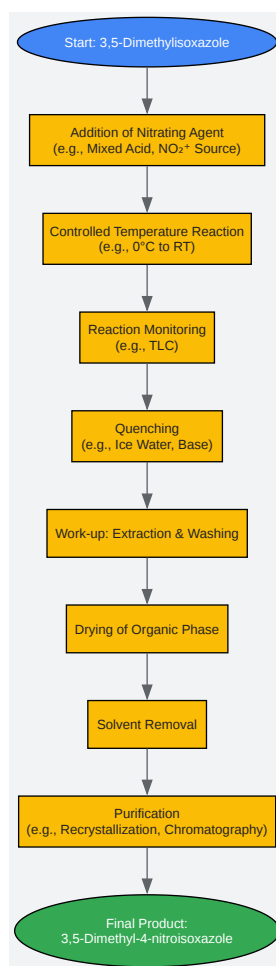 Start: 3,5-Dimethylisoxazole
Addition of Nitrating Agent
(e.g., Mixed Acid, NO₂⁺ Source)
Controlled Temperature Reaction
(e.g., 0°C to RT)
Reaction Monitoring
(e.g., TLC)
Quenching
(e.g., Ice Water, Base)
Work-up: Extraction & Washing
Drying of Organic Phase
Solvent Removal
Purification
(e.g., Recrystallization, Chromatography)
Final Product:
3,5-Dimethyl-4-nitroisoxazole